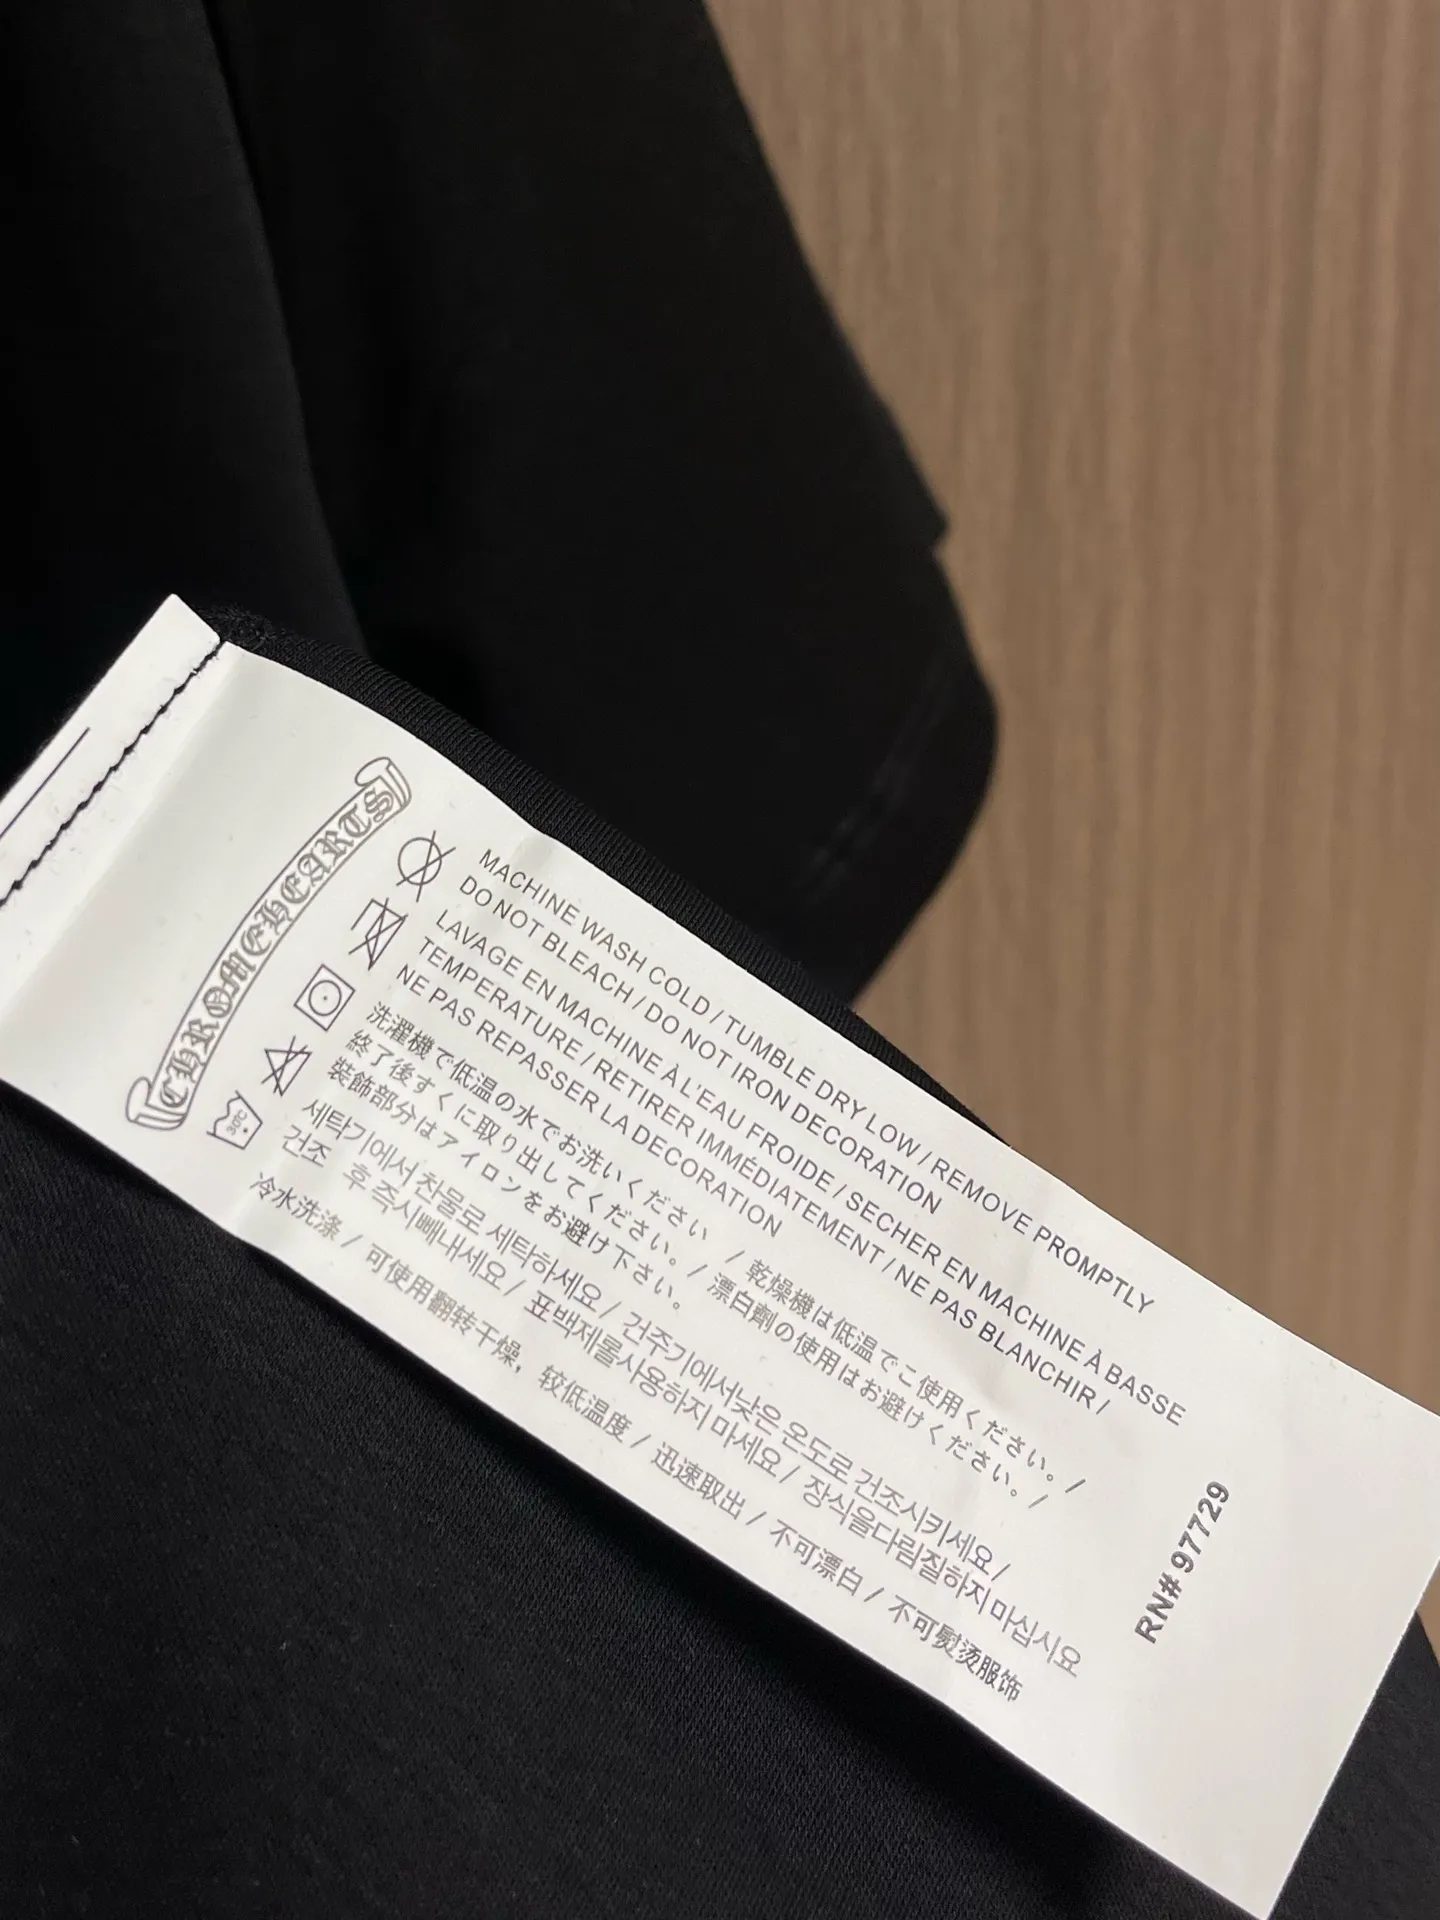 CHROME HEARTS
30C
MACHINE WASH COLD / TUMBLE DRY LOW / REMOVE PROMPTLY
DO NOT BLEACH / DO NOT IRON DECORATION
LAVAGE EN MACHINE À L'EAU FROIDE / SECHER EN MACHINE À BASSE
TEMPERATURE / RETIRER IMMÉDIATEMENT / NE PAS BLANCHIR /
NE PAS REPASSER LA DECORATION
洗濯機で低温の水でお洗いください / 乾燥機は低温でご使用ください。/
終了後すぐに取り出してください。/ 漂白劑の使用はお避けください。/
裝飾部分はアイロンをお避け下さい。
세탁기에서 찬물로 세탁하세요 / 건주기에서낮은 온도로 건조시키세요 /
건조 후 즉시빼내세요 / 표백제롤사용하지 마세요 / 장식을다림질하지 마십시요
冷水洗涤 / 可使用翻转干燥，较低温度 / 迅速取出 / 不可漂白 / 不可熨烫服饰
RN# 97729